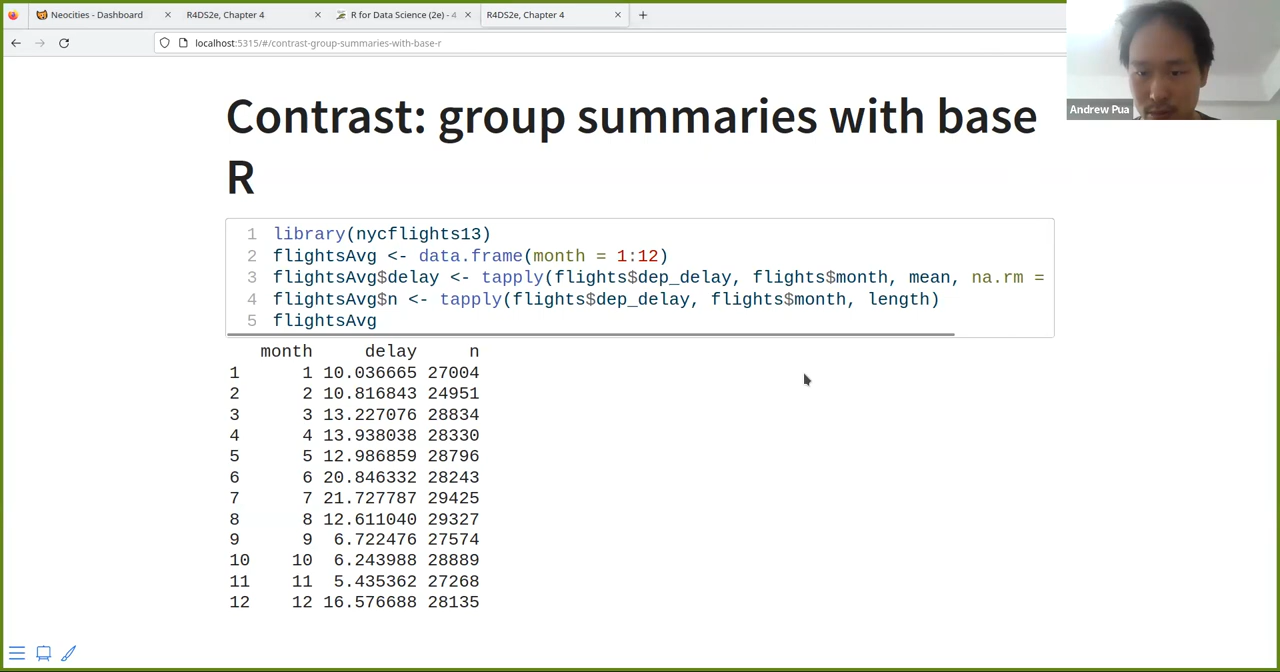 Neocities - Dashboard
R4DS2e, Chapter 4
R for Data Science (2e) - 4
R4DS2e, Chapter 4
localhost:5315/#/contrast-group-summaries-with-base-r
Andrew Pua
Contrast: group summaries with base
R
1 library(nycflights13)
2 flightsAvg <- data.frame(month = 1:12)
3 flightsAvg$delay <- tapply(flights$dep_delay, flights$month, mean, na.rm =
4 flightsAvg$n <- tapply(flights$dep_delay, flights$month, length)
5 flightsAvg
month delay n
1 1 10.036665 27004
2 2 10.816843 24951
3 3 13.227076 28834
4 4 13.938038 28330
5 5 12.986859 28796
6 6 20.846332 28243
7 7 21.727787 29425
8 8 12.611040 29327
9 9 6.722476 27574
10 10 6.243988 28889
11 11 5.435362 27268
12 12 16.576688 28135